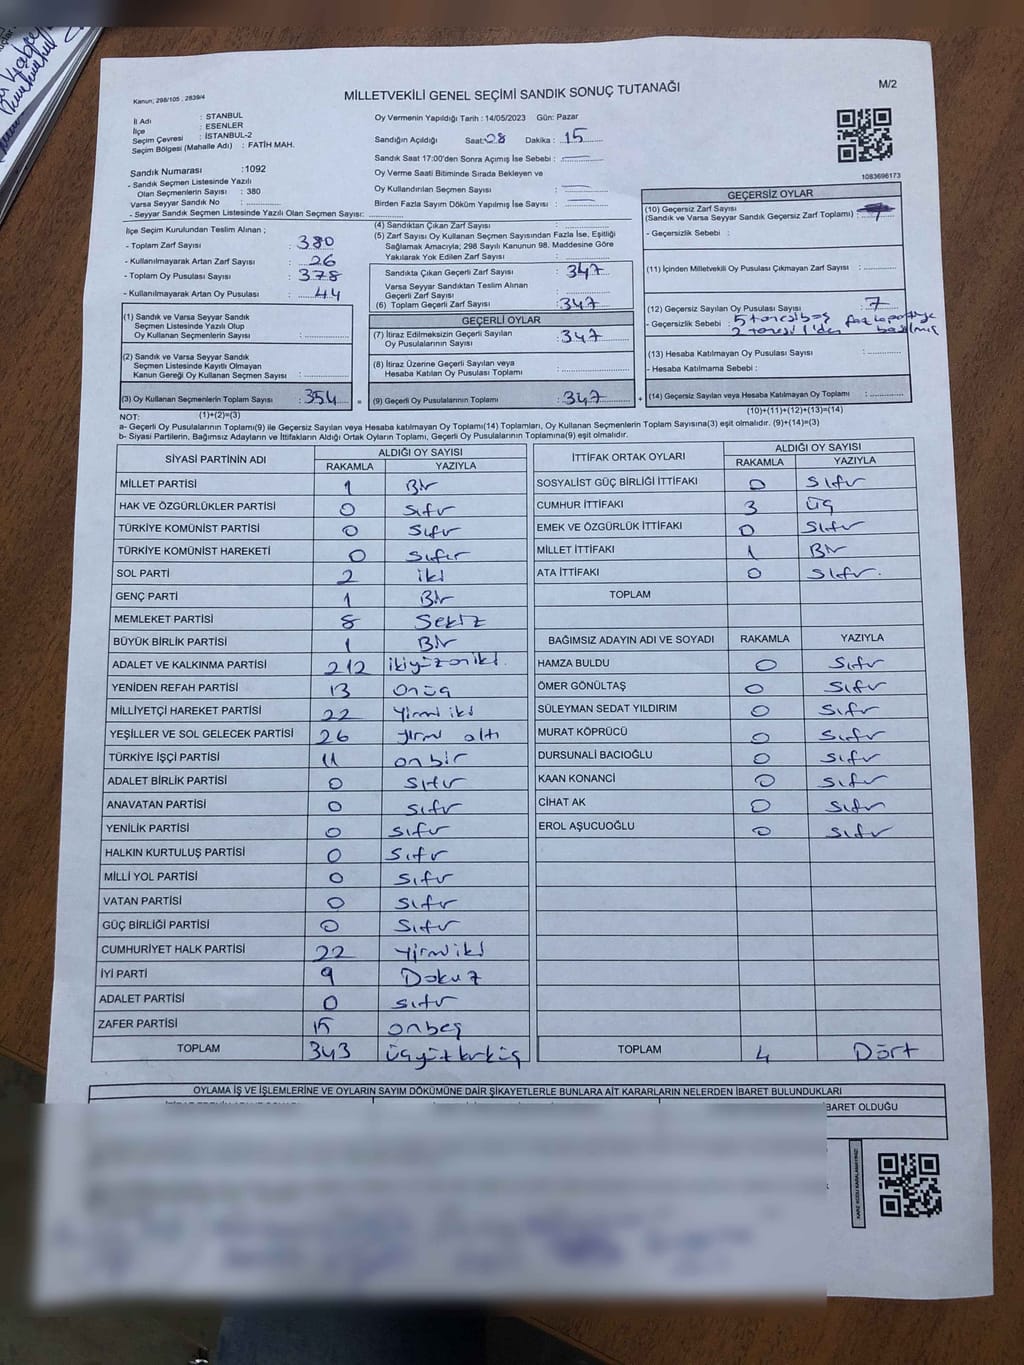 Kanun; 298/105 , 2839/4
MİLLETVEKİLİ GENEL SEÇİMİ SANDIK SONUÇ TUTANAĞI
M/2
İl Adı : STANBUL
İlçe : ESENLER
Seçim Çevresi : İSTANBUL-2
Seçim Bölgesi (Mahalle Adı) : FATİH MAH.
Oy Vermenin Yapıldığı Tarih : 14/05/2023 Gün: Pazar
Sandığın Açıldığı Saat: 08 Dakika : 15
Sandık Saat 17:00'den Sonra Açımış İse Sebebi :
Oy Verme Saati Bitiminde Sırada Bekleyen ve
Oy Kullandırılan Seçmen Sayısı :
Birden Fazla Sayım Döküm Yapılmış İse Sayısı :
1083696173
Sandık Numarası : 1092
- Sandık Seçmen Listesinde Yazılı
Olan Seçmenlerin Sayısı : 380
Varsa Seyyar Sandık No :
- Seyyar Sandık Seçmen Listesinde Yazılı Olan Seçmen Sayısı:
İlçe Seçim Kurulundan Teslim Alınan ;
- Toplam Zarf Sayısı : 380
- Kullanılmayarak Artan Zarf Sayısı : 26
- Toplam Oy Pusulası Sayısı : 378
- Kullanılmayarak Artan Oy Pusulası : 44
(1) Sandık ve Varsa Seyyar Sandık
Seçmen Listesinde Yazılı Olup
Oy Kullanan Seçmenlerin Sayısı :
(2) Sandık ve Varsa Seyyar Sandık
Seçmen Listesinde Kayıtlı Olmayan
Kanun Gereği Oy Kullanan Seçmen Sayısı :
(3) Oy Kullanan Seçmenlerin Toplam Sayısı : 354
(1)+(2)=(3)
(4) Sandıktan Çıkan Zarf Sayısı :
(5) Zarf Sayısı Oy Kullanan Seçmen Sayısından Fazla İse, Eşitliği
Sağlamak Amacıyla; 298 Sayılı Kanunun 98. Maddesine Göre
Yakılarak Yok Edilen Zarf Sayısı :
Sandıkta Çıkan Geçerli Zarf Sayısı : 347
Varsa Seyyar Sandıktan Teslim Alınan
Geçerli Zarf Sayısı :
(6) Toplam Geçerli Zarf Sayısı : 347
GEÇERLİ OYLAR
(7) İtiraz Edilmeksizin Geçerli Sayılan
Oy Pusulalarının Sayısı : 347
(8) İtiraz Üzerine Geçerli Sayılan veya
Hesaba Katılan Oy Pusulası Toplamı :
= (9) Geçerli Oy Pusulalarının Toplamı : 347 +
GEÇERSİZ OYLAR
(10) Geçersiz Zarf Sayısı
(Sandık ve Varsa Seyyar Sandık Geçersiz Zarf Toplamı) :
- Geçersizlik Sebebi :
(11) İçinden Milletvekili Oy Pusulası Çıkmayan Zarf Sayısı :
(12) Geçersiz Sayılan Oy Pusulası Sayısı : 7
- Geçersizlik Sebebi : 5 tanesi boş
2 tanesi 1'den fazla partiye basılmış
(13) Hesaba Katılmayan Oy Pusulası Sayısı :
- Hesaba Katılmama Sebebi :
(14) Geçersiz Sayılan veya Hesaba Katılmayan Oy Toplamı :
(10)+(11)+(12)+(13)=(14)
NOT:
a- Geçerli Oy Pusulalarının Toplamı(9) ile Geçersiz Sayılan veya Hesaba katılmayan Oy Toplamı(14) Toplamları, Oy Kullanan Seçmenlerin Toplam Sayısına(3) eşit olmalıdır. (9)+(14)=(3)
b- Siyasi Partilerin, Bağımsız Adayların ve İttifakların Aldığı Ortak Oyların Toplamı, Geçerli Oy Pusulalarının Toplamına(9) eşit olmalıdır.
SİYASİ PARTİNİN ADI ALDIĞI OY SAYISI
RAKAMLA YAZIYLA
MİLLET PARTİSİ 1 Bir
HAK VE ÖZGÜRLÜKLER PARTİSİ 0 Sıfır
TÜRKİYE KOMÜNİST PARTİSİ 0 Sıfır
TÜRKİYE KOMÜNİST HAREKETİ 0 Sıfır
SOL PARTİ 2 iki
GENÇ PARTİ 1 Bir
MEMLEKET PARTİSİ 8 Sekiz
BÜYÜK BİRLİK PARTİSİ 1 Bir
ADALET VE KALKINMA PARTİSİ 212 ikiyüzoniki.
YENİDEN REFAH PARTİSİ 13 onüç
MİLLİYETÇİ HAREKET PARTİSİ 22 Yirmi iki
YEŞİLLER VE SOL GELECEK PARTİSİ 26 yirmi altı
TÜRKİYE İŞÇİ PARTİSİ 11 onbir
ADALET BİRLİK PARTİSİ 0 Sıfır
ANAVATAN PARTİSİ 0 Sıfır
YENİLİK PARTİSİ 0 Sıfır
HALKIN KURTULUŞ PARTİSİ 0 Sıfır
MİLLİ YOL PARTİSİ 0 Sıfır
VATAN PARTİSİ 0 Sıfır
GÜÇ BİRLİĞİ PARTİSİ 0 Sıfır
CUMHURİYET HALK PARTİSİ 22 Yirmiiki
İYİ PARTİ 9 Dokuz
ADALET PARTİSİ 0 sıfır
ZAFER PARTİSİ 15 onbeş
TOPLAM 343 üçyüzkırküç
İTTİFAK ORTAK OYLARI ALDIĞI OY SAYISI
RAKAMLA YAZIYLA
SOSYALİST GÜÇ BİRLİĞİ İTTİFAKI 0 Sıfır
CUMHUR İTTİFAKI 3 üç
EMEK VE ÖZGÜRLÜK İTTİFAKI 0 Sıfır
MİLLET İTTİFAKI 1 Bir
ATA İTTİFAKI 0 Sıfır.
TOPLAM
BAĞIMSIZ ADAYIN ADI VE SOYADI RAKAMLA YAZIYLA
HAMZA BULDU 0 Sıfır
ÖMER GÖNÜLTAŞ 0 Sıfır
SÜLEYMAN SEDAT YILDIRIM 0 Sıfır
MURAT KÖPRÜCÜ 0 Sıfır
DURSUNALİ BACIOĞLU 0 Sıfır
KAAN KONANCİ 0 Sıfır
CİHAT AK 0 Sıfır
EROL AŞUCUOĞLU 0 Sıfır
TOPLAM 4 Dört
OYLAMA İŞ VE İŞLEMLERİNE VE OYLARIN SAYIM DÖKÜMÜNE DAİR ŞİKAYETLERLE BUNLARA AİT KARARLARIN NELERDEN İBARET BULUNDUKLARI
BARET OLDUĞU